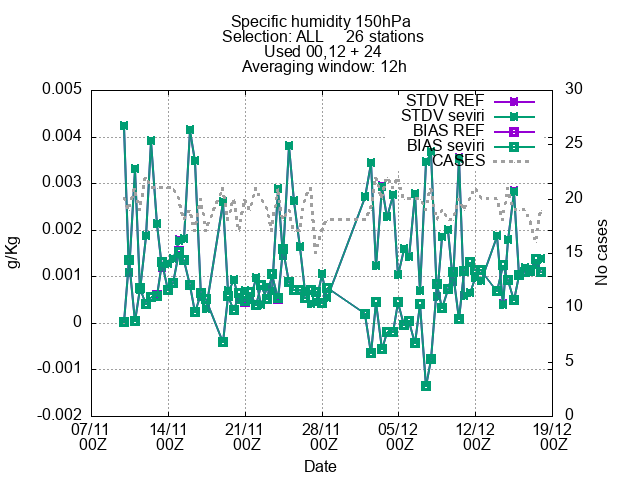 Specific humidity 150hPa
Selection: ALL 26 stations
Used 00,12 + 24
Averaging window: 12h
0.005
0.004
0.003
0.002
0.001
0
-0.001
-0.002
g/Kg
30
25
20
15
10
5
0
No cases
STDV REF
STDV seviri
BIAS REF
BIAS seviri
CASES
07/11 14/11 21/11 28/11 05/12 12/12 19/12
00Z 00Z 00Z 00Z 00Z 00Z 00Z
Date